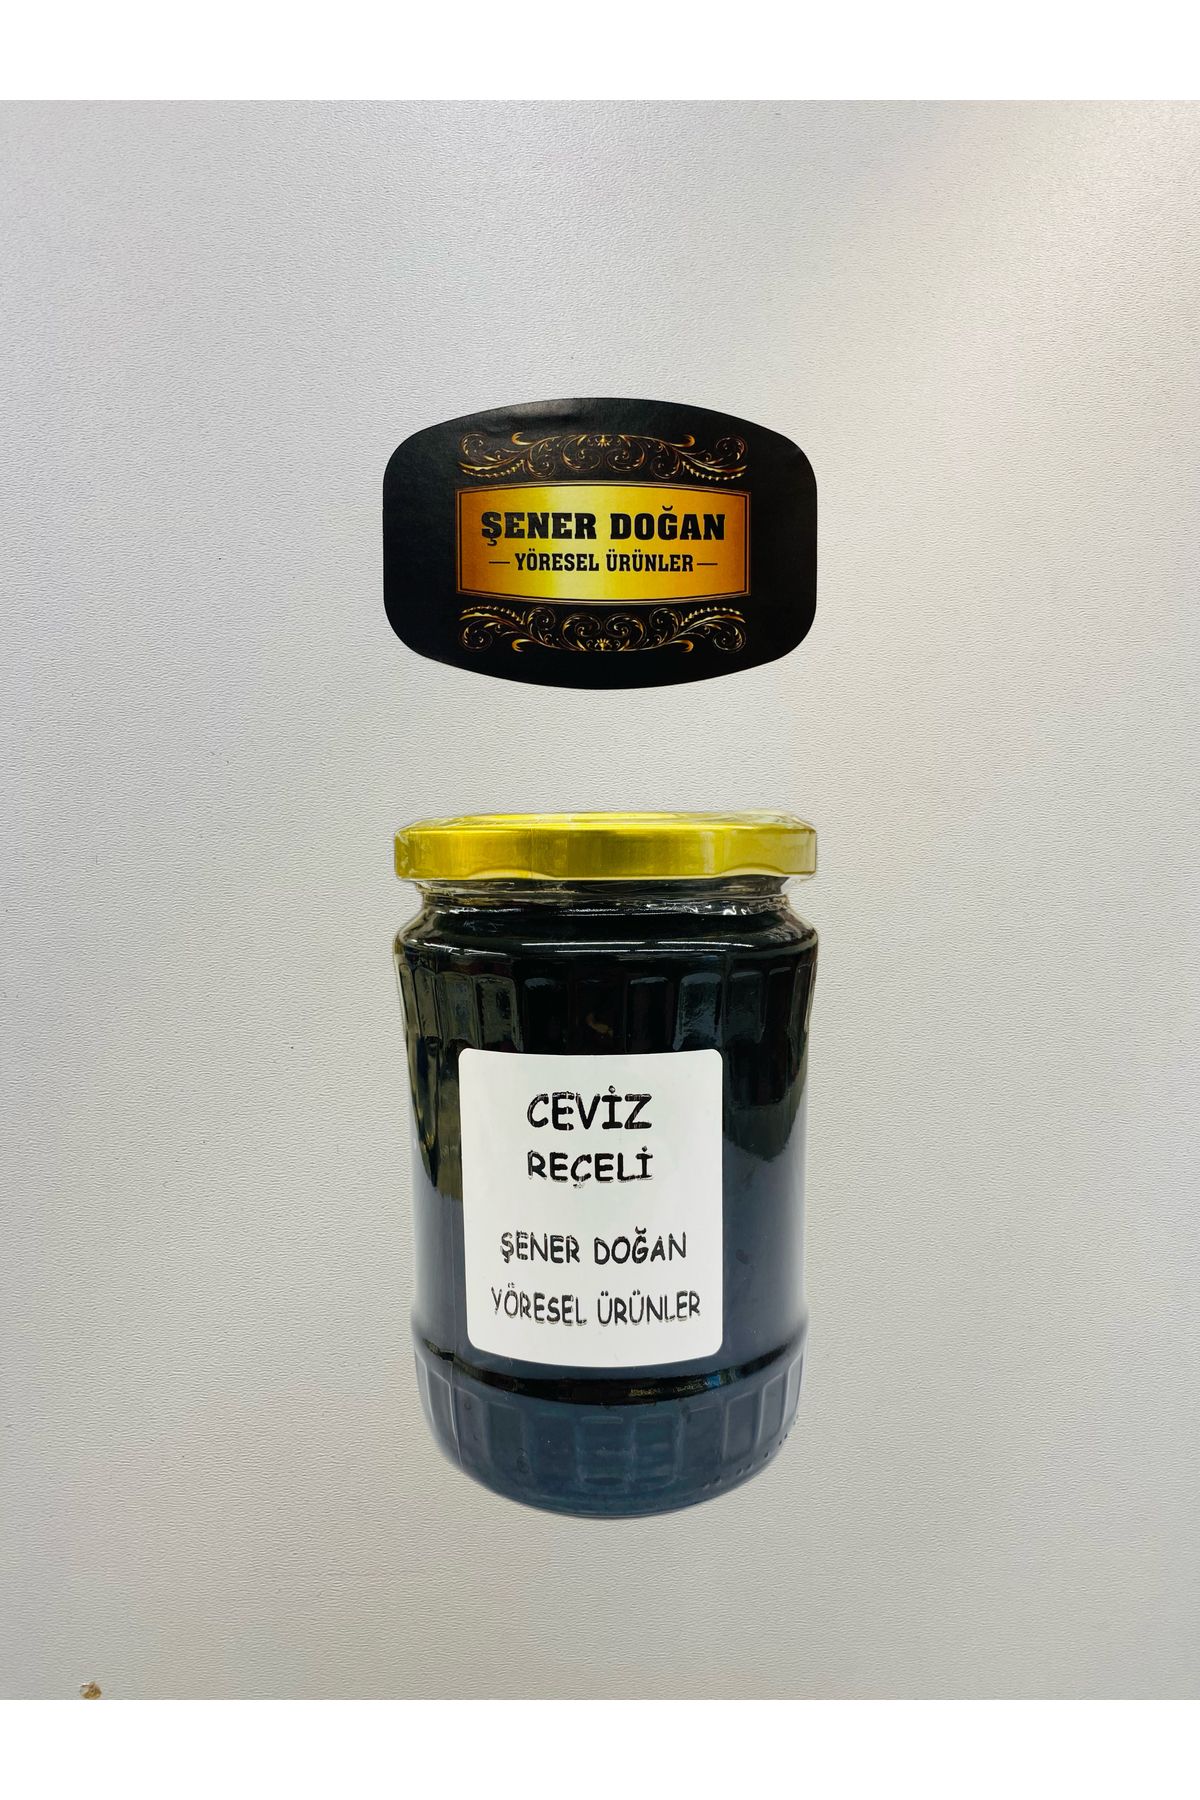 ŞENER DOĞAN
—YÖRESEL ÜRÜNLER—
CEVİZ
REÇELİ
ŞENER DOĞAN
YÖRESEL ÜRÜNLER